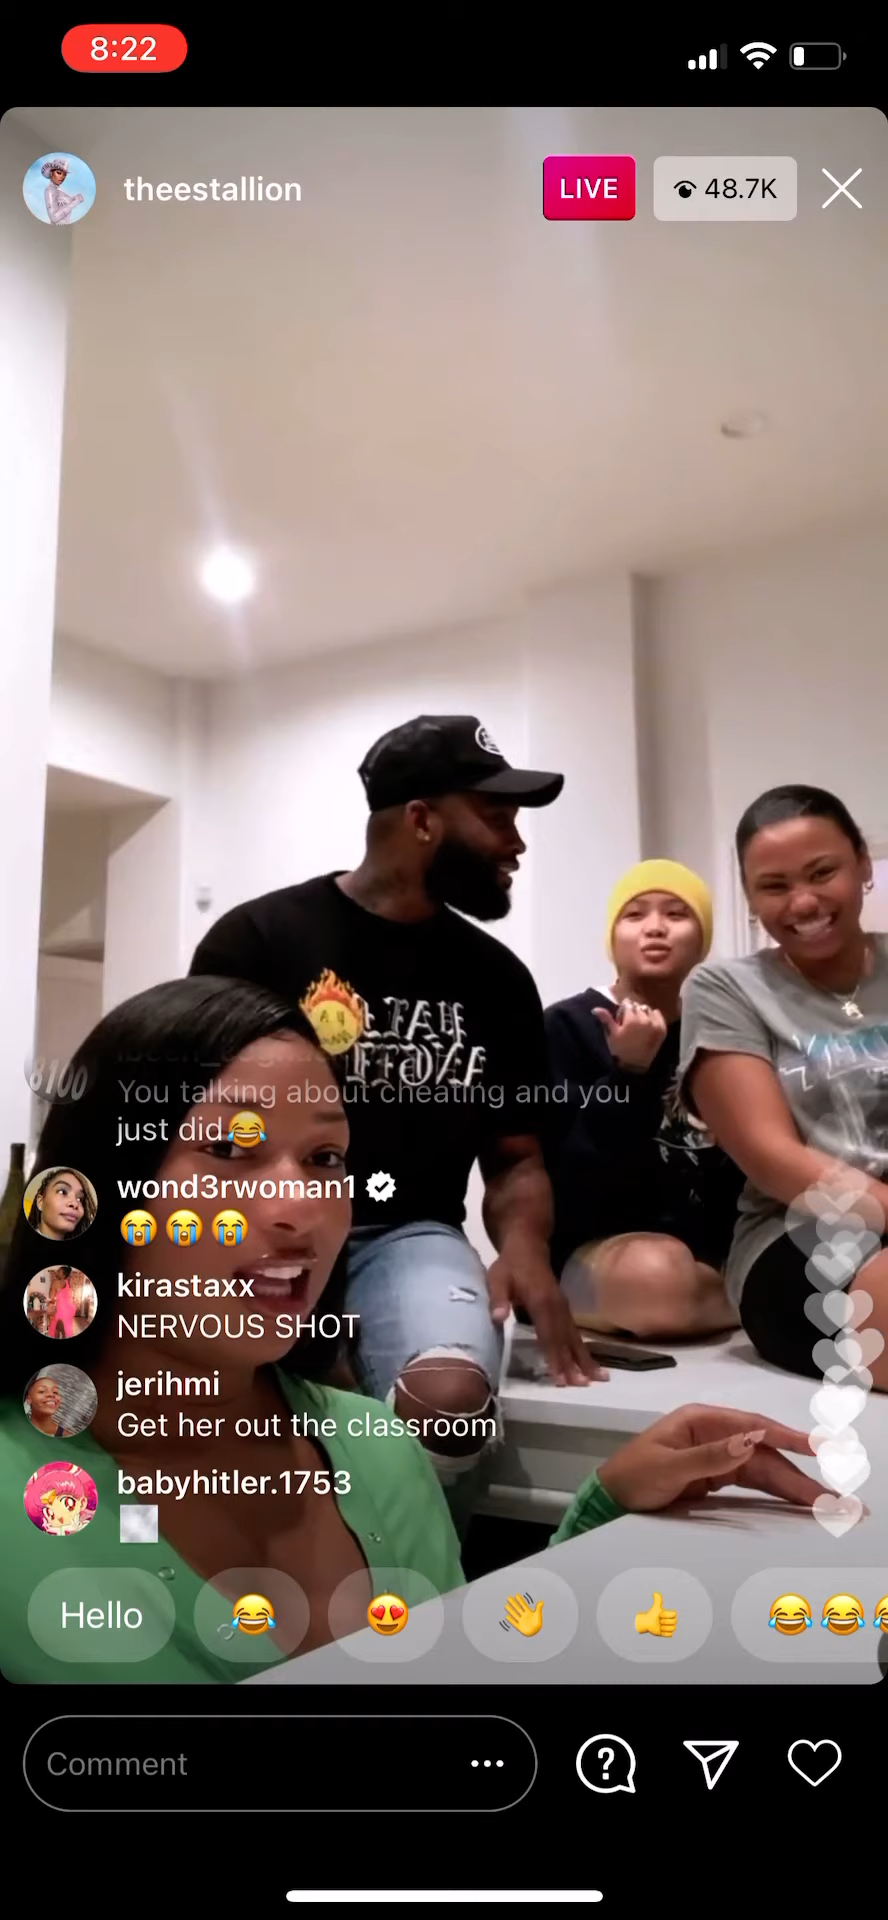 8:22
theestallion
LIVE
48.7K
8100
You talking about cheating and you
just did😂
wond3rwoman1
😭😭😭
kirastaxx
NERVOUS SHOT
jerihmi
Get her out the classroom
babyhitler.1753
Hello 😂 😍 👋 👍 😂😂
Comment